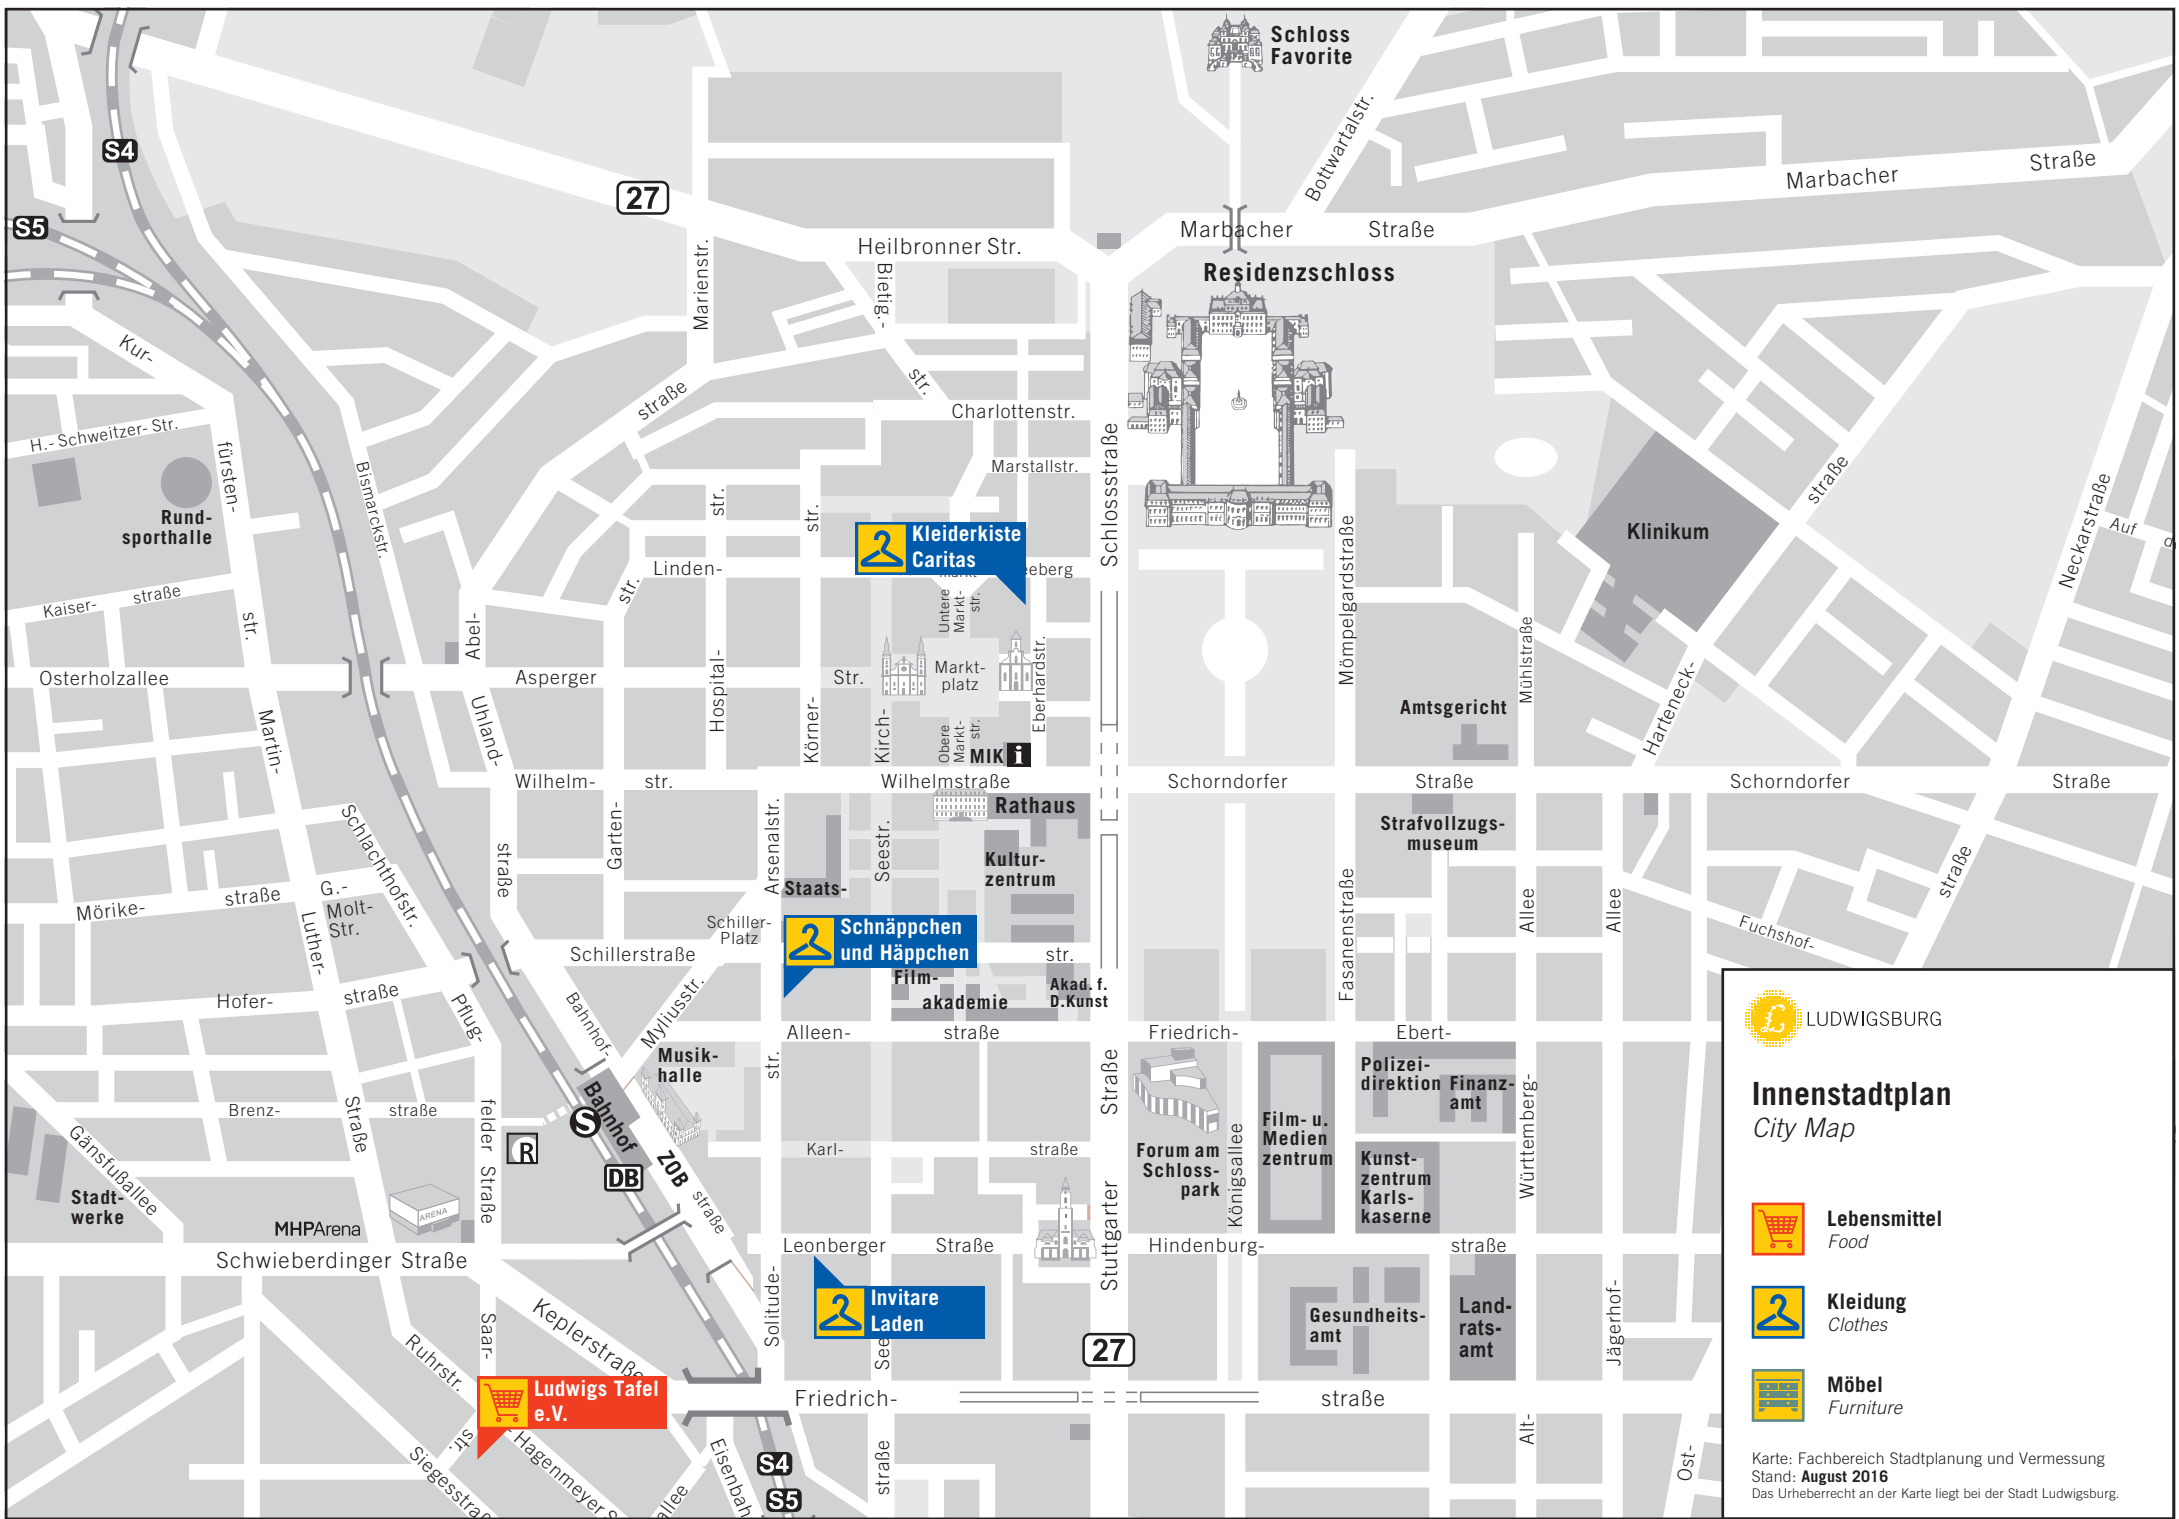 Schloss
Favorite
S4
S5
27
Bottwartalstr.
Marbacher
Straße
Marbacher
Straße
Heilbronner Str.
Residenzschloss
Marienstr.
Bietig.-
str.
Kur-
fürsten-
str.
straße
Charlottenstr.
H.- Schweitzer- Str.
Marstallstr.
Schlossstraße
Bismarckstr.
Rund-
sporthalle
str.
str.
Kleiderkiste
Caritas
Klinikum
straße
Neckarstraße
Auf
Linden-
str.
eeberg
Kaiser-
straße
Abel-
Untere
Markt-
str.
Mömpelgardstraße
Mühlstraße
Osterholzallee
Asperger
Str.
Markt-
platz
Eberhardstr.
Hospital-
Körner-
Kirch-
Obere
Markt-
str.
MIK i
Amtsgericht
Harteneck-
Martin-
Uhland-
straße
Wilhelm-
str.
Wilhelmstraße
Schorndorfer
Straße
Schorndorfer
Straße
Rathaus
Schlachthofstr.
Garten-
Arsenalstr.
Seestr.
Kultur-
zentrum
Staats-
Strafvollzugs-
museum
straße
Mörike-
straße
G.-
Molt-
Str.
Luther-
Schiller-
Platz
Schnäppchen
und Häppchen
Schillerstraße
str.
Fasanenstraße
Allee
Allee
Fuchshof-
Film-
akademie
Akad. f.
D.Kunst
Hofer-
straße
Pflug-
Bahnhof-
Myliusstr.
Alleen-
straße
Friedrich-
Ebert-
Musik-
halle
str.
Straße
Polizei-
direktion
Finanz-
amt
Brenz-
straße
Straße
felder Straße
S
Bahnhof
R
DB
ZOB
straße
Karl-
straße
Forum am
Schloss-
park
Königsallee
Film- u.
Medien
zentrum
Kunst-
zentrum
Karls-
kaserne
Württemberg-
Gänsfußallee
Stadt-
werke
MHPArena
ARENA
Schwieberdinger Straße
Leonberger
Straße
Stuttgarter
Hindenburg-
straße
Solitude-
Invitare
Laden
See
Saar-
Keplerstraße
Ruhrstr.
27
Gesundheits-
amt
Land-
rats-
amt
Jägerhof-
Ludwigs Tafel
e.V.
Friedrich-
straße
str.
Hagenmeyer
Siegesstraß
allee
Eisenbah
S4
S5
straße
Alt-
Ost-
LUDWIGSBURG
Innenstadtplan
City Map
Lebensmittel
Food
Kleidung
Clothes
Möbel
Furniture
Karte: Fachbereich Stadtplanung und Vermessung
Stand: August 2016
Das Urheberrecht an der Karte liegt bei der Stadt Ludwigsburg.